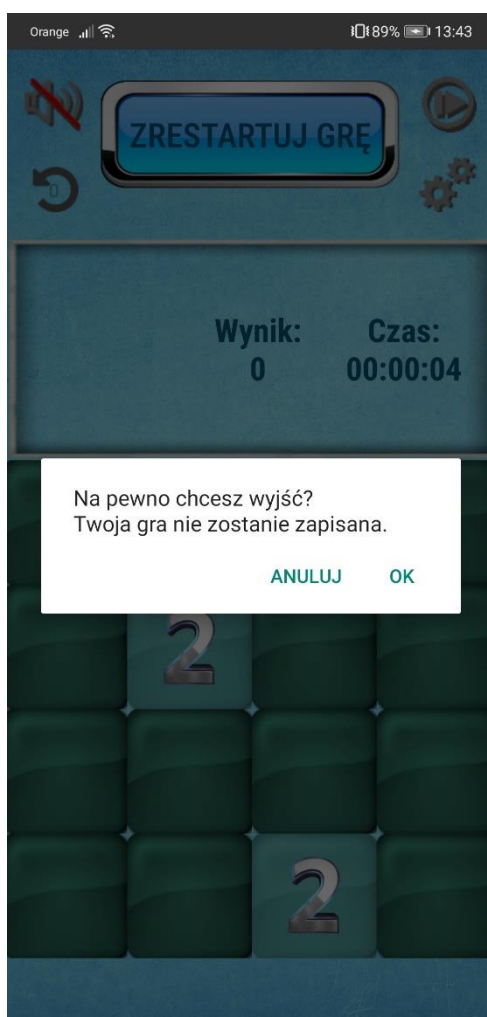 Orange 89% 13:43
ZRESTARTUJ GRĘ
0
Wynik: Czas:
0 00:00:04
Na pewno chcesz wyjść?
Twoja gra nie zostanie zapisana.
ANULUJ OK
2
2